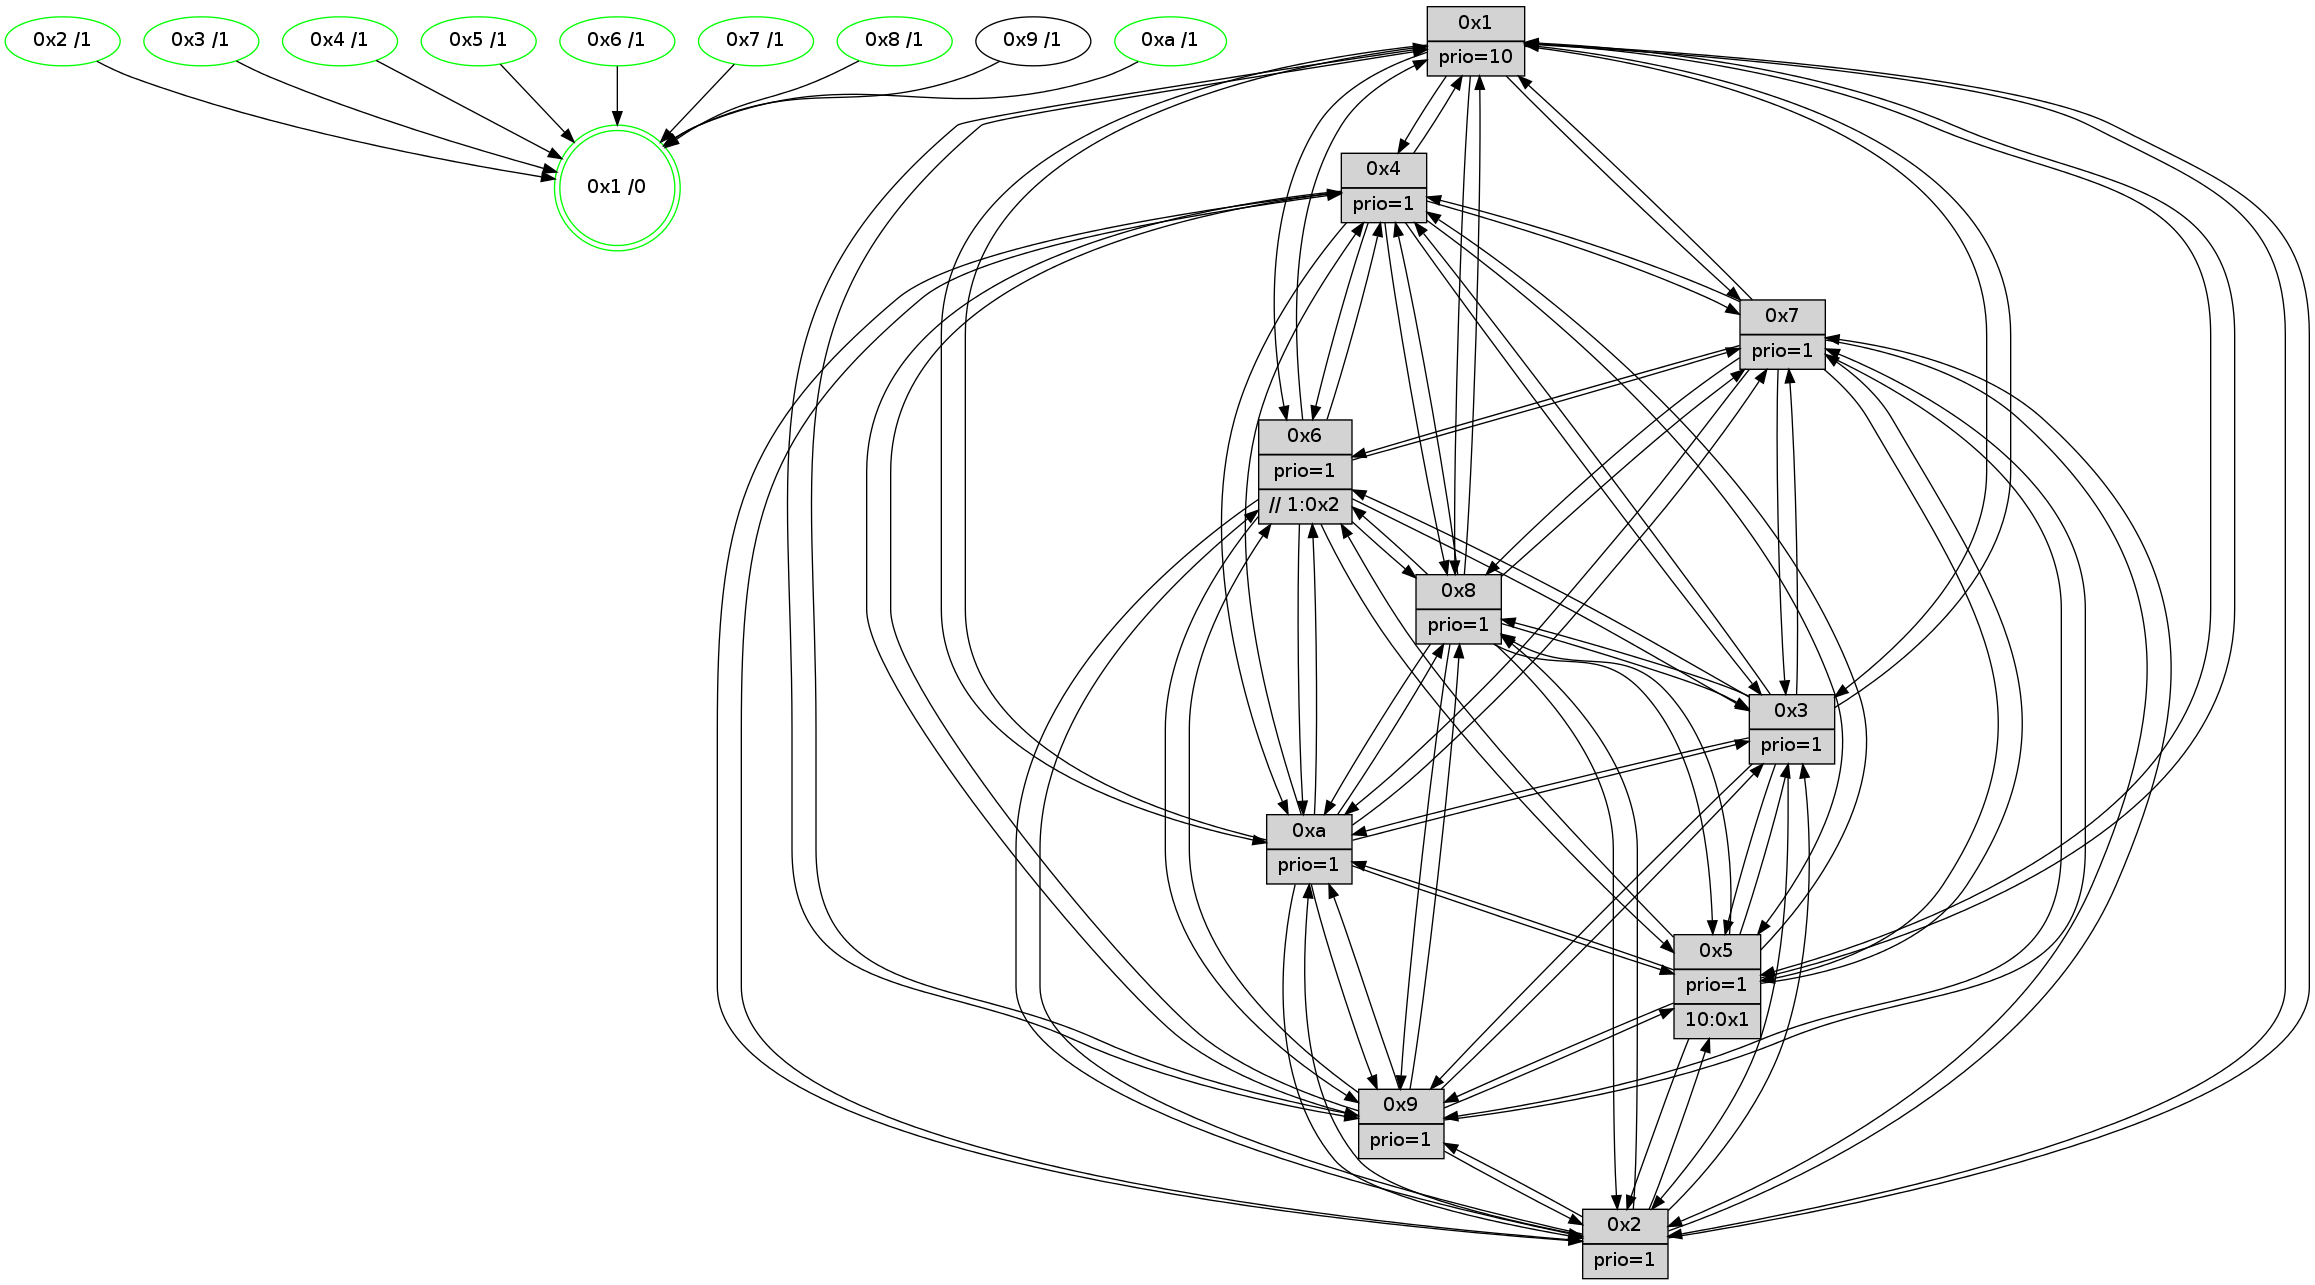 0x2 /1
0x3 /1
0x4 /1
0x5 /1
0x6 /1
0x7 /1
0x8 /1
0x9 /1
0xa /1
0x1 /0
0x1
prio=10
0x4
prio=1
0x7
prio=1
0x6
prio=1
// 1:0x2
0x8
prio=1
0x3
prio=1
0xa
prio=1
0x5
prio=1
10:0x1
0x9
prio=1
0x2
prio=1